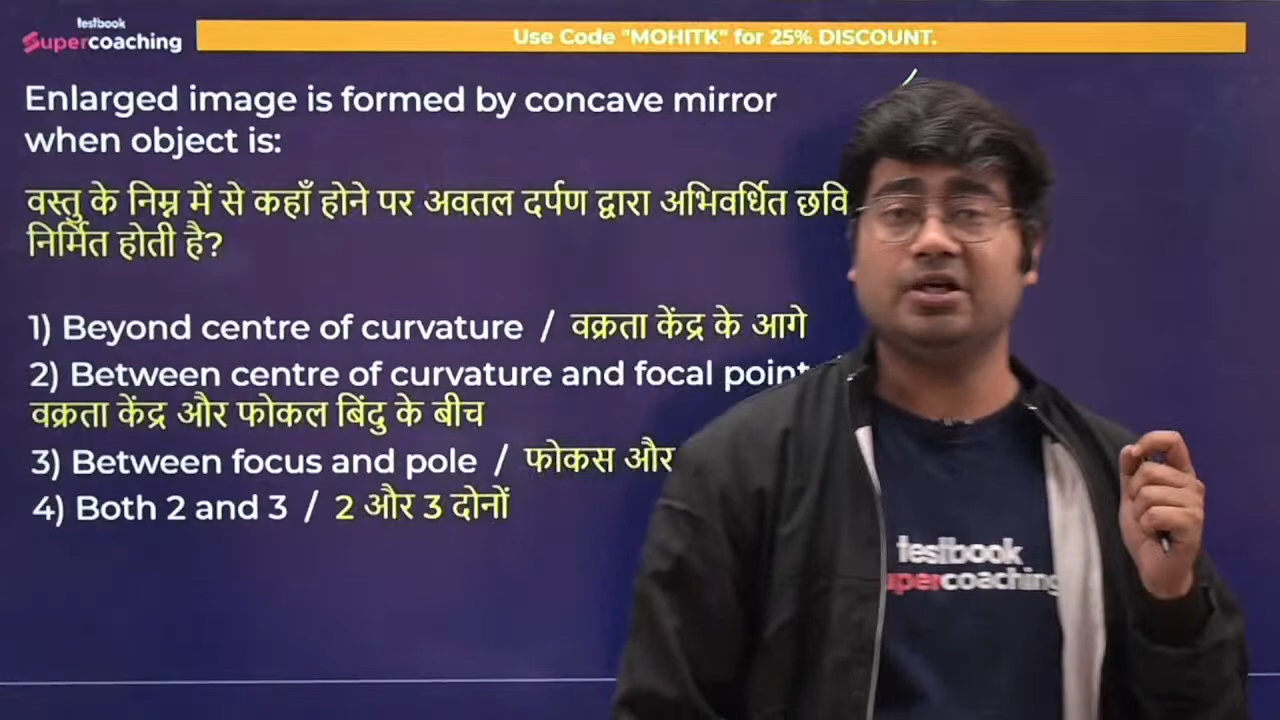 testbook
Supercoaching
Use Code "MOHITK" for 25% DISCOUNT.
Enlarged image is formed by concave mirror
when object is:
वस्तु के निम्न में से कहाँ होने पर अवतल दर्पण द्वारा अभिवर्धित छवि
निर्मित होती है?
1) Beyond centre of curvature / वक्रता केंद्र के आगे
2) Between centre of curvature and focal point
वक्रता केंद्र और फोकल बिंदु के बीच
3) Between focus and pole / फोकस और
4) Both 2 and 3 / 2 और 3 दोनों
testbook
upercoaching